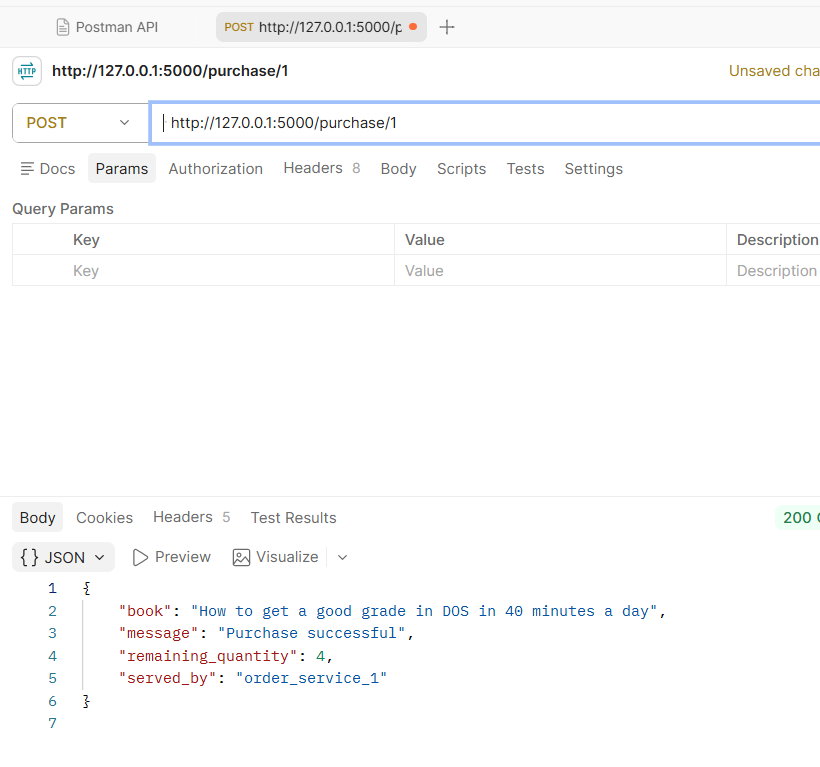 Postman API POST http://127.0.0.1:5000/p
HTTP http://127.0.0.1:5000/purchase/1 Unsaved cha
POST http://127.0.0.1:5000/purchase/1
Docs Params Authorization Headers 8 Body Scripts Tests Settings
Query Params
Key Value Description
Key Value Description
Body Cookies Headers 5 Test Results 200
{} JSON Preview Visualize
1 {
2 "book": "How to get a good grade in DOS in 40 minutes a day",
3 "message": "Purchase successful",
4 "remaining_quantity": 4,
5 "served_by": "order_service_1"
6 }
7